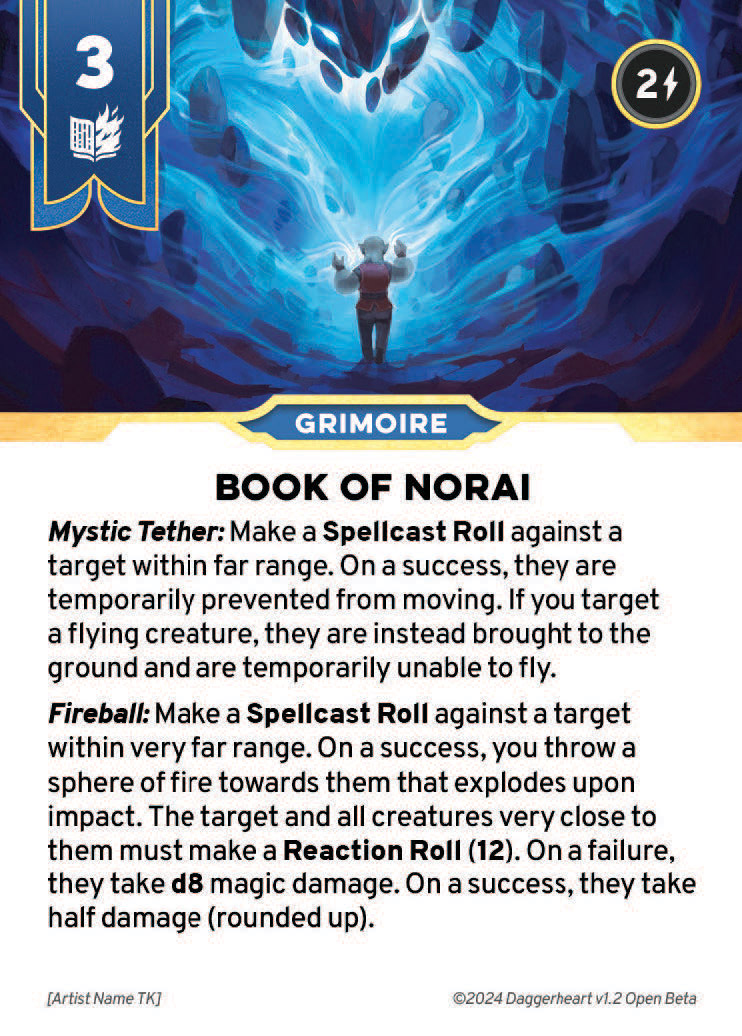 3
2
GRIMOIRE
BOOK OF NORAI
Mystic Tether: Make a Spellcast Roll against a
target within far range. On a success, they are
temporarily prevented from moving. If you target
a flying creature, they are instead brought to the
ground and are temporarily unable to fly.
Fireball: Make a Spellcast Roll against a target
within very far range. On a success, you throw a
sphere of fire towards them that explodes upon
impact. The target and all creatures very close to
them must make a Reaction Roll (12). On a failure,
they take d8 magic damage. On a success, they take
half damage (rounded up).
[Artist Name TK]
©2024 Daggerheart v1.2 Open Beta